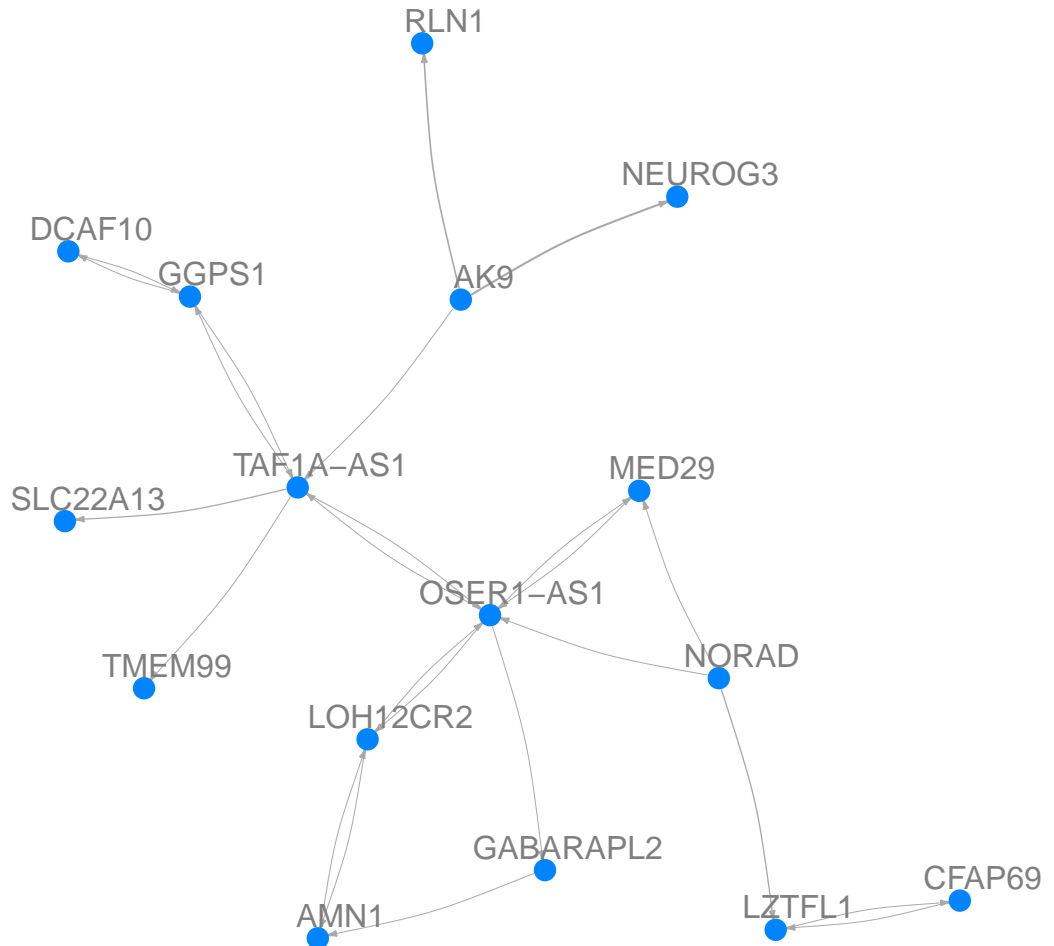 RLN1
NEUROG3
DCAF10
GGPS1
AK9
TAF1A−AS1
MED29
SLC22A13
OSER1−AS1
NORAD
TMEM99
LOH12CR2
GABARAPL2
CFAP69
LZTFL1
AMN1